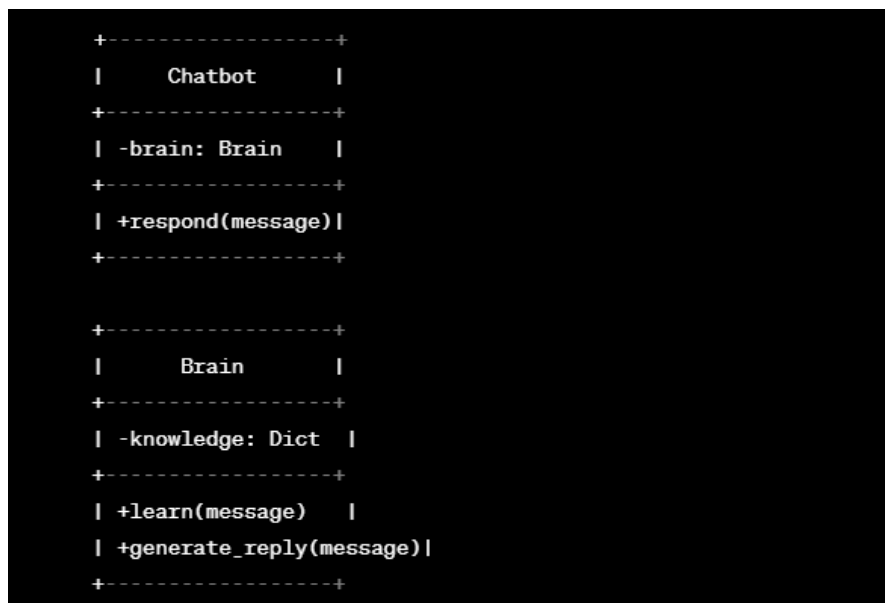 +------------------+
|     Chatbot      |
+------------------+
| -brain: Brain    |
+------------------+
| +respond(message)|
+------------------+
+------------------+
|      Brain       |
+------------------+
| -knowledge: Dict  |
+------------------+
| +learn(message)   |
| +generate_reply(message)|
+------------------+